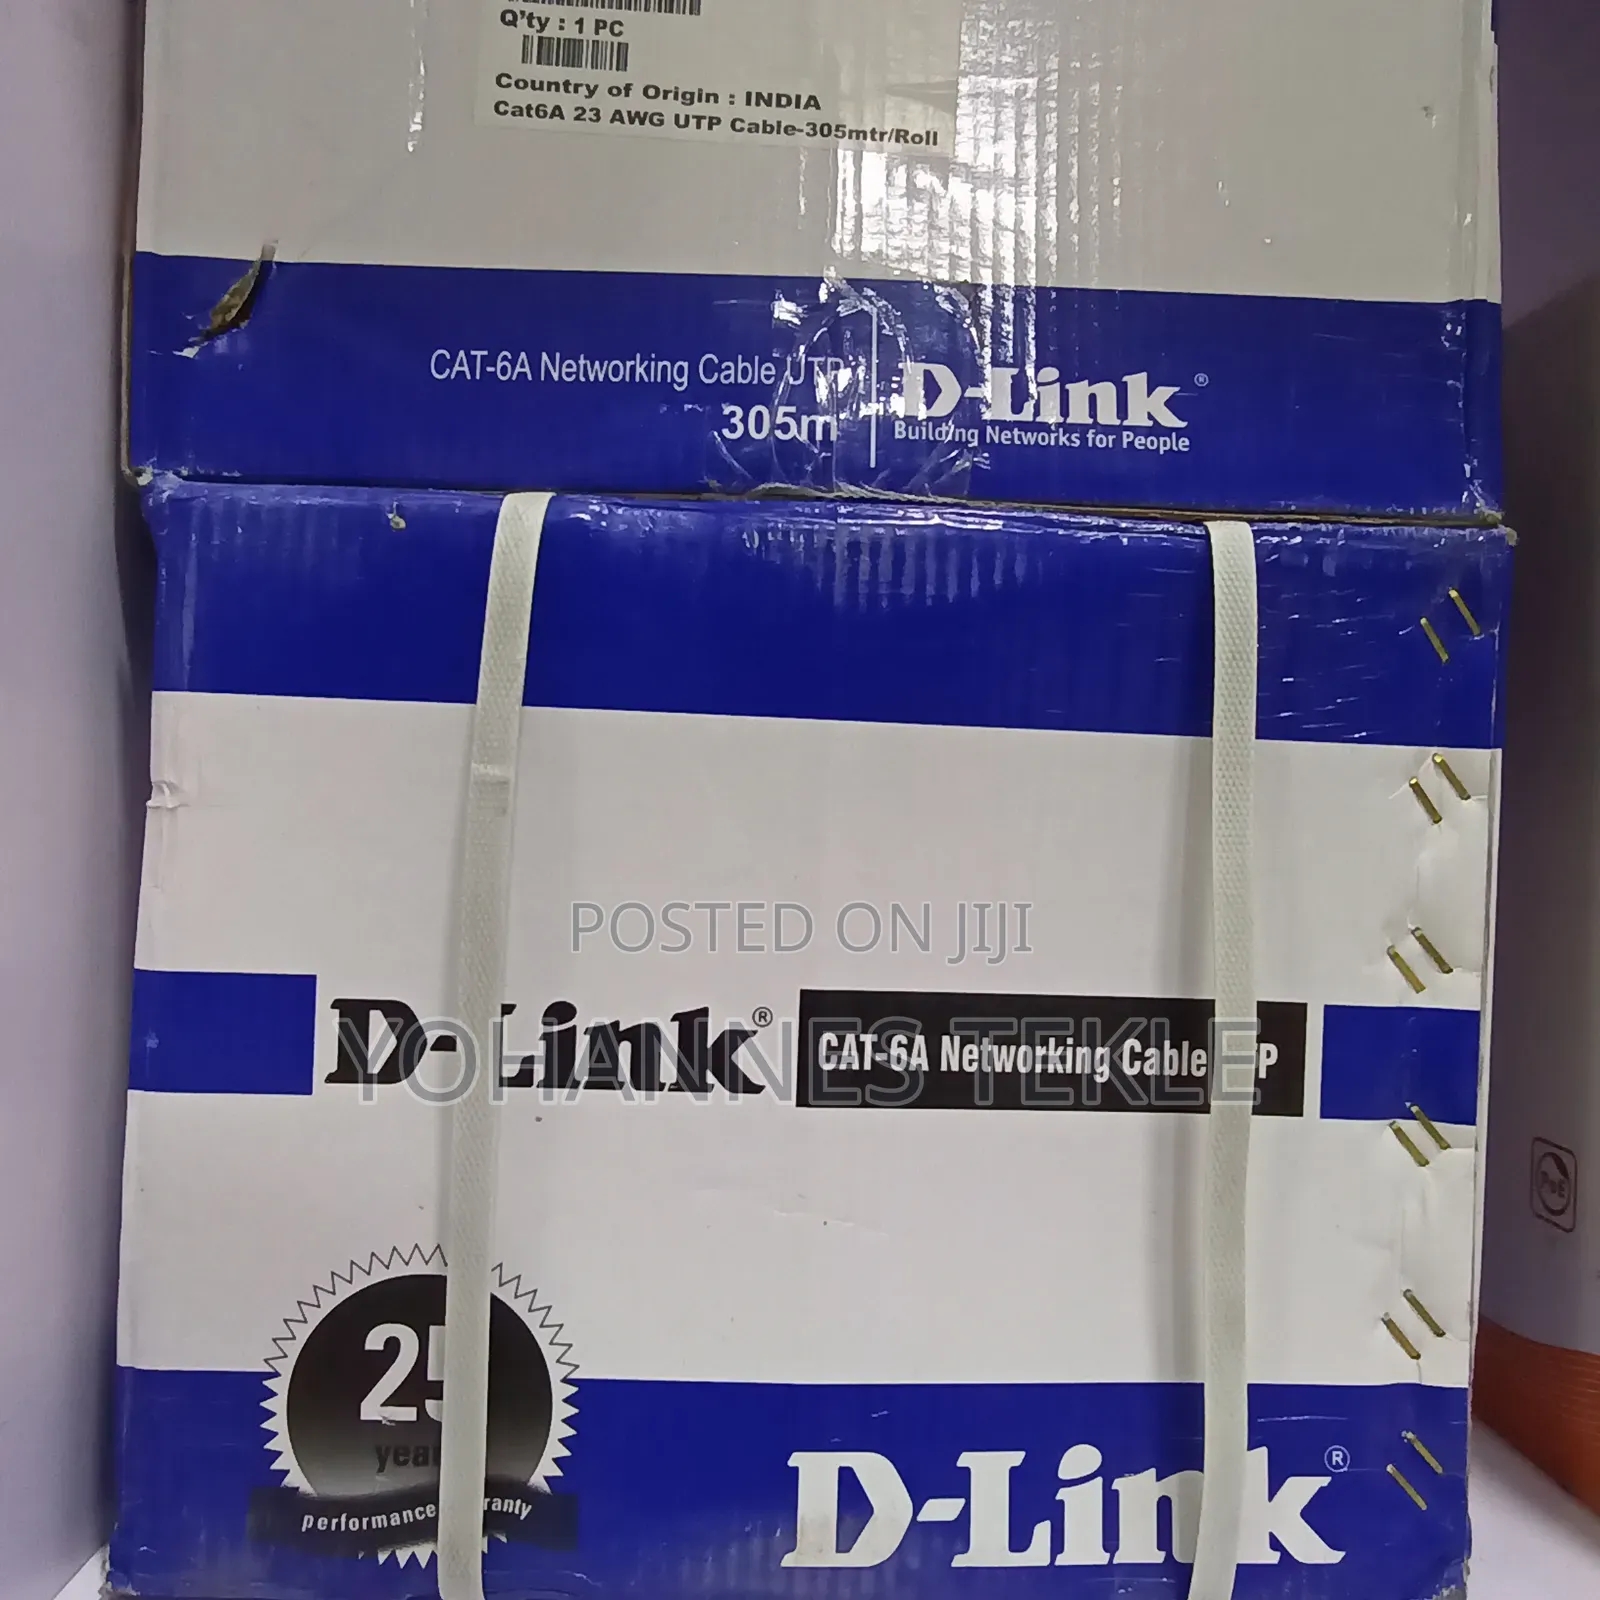 Q'ty : 1 PC
Country of Origin : INDIA
Cat6A 23 AWG UTP Cable-305mtr/Roll
CAT-6A Networking Cable UTP
305m
D-Link®
Building Networks for People
POSTED ON JIJI
D-Link®
CAT-6A Networking Cable
YOHANNES TEKLE
25
performance
D-Link®
PoE